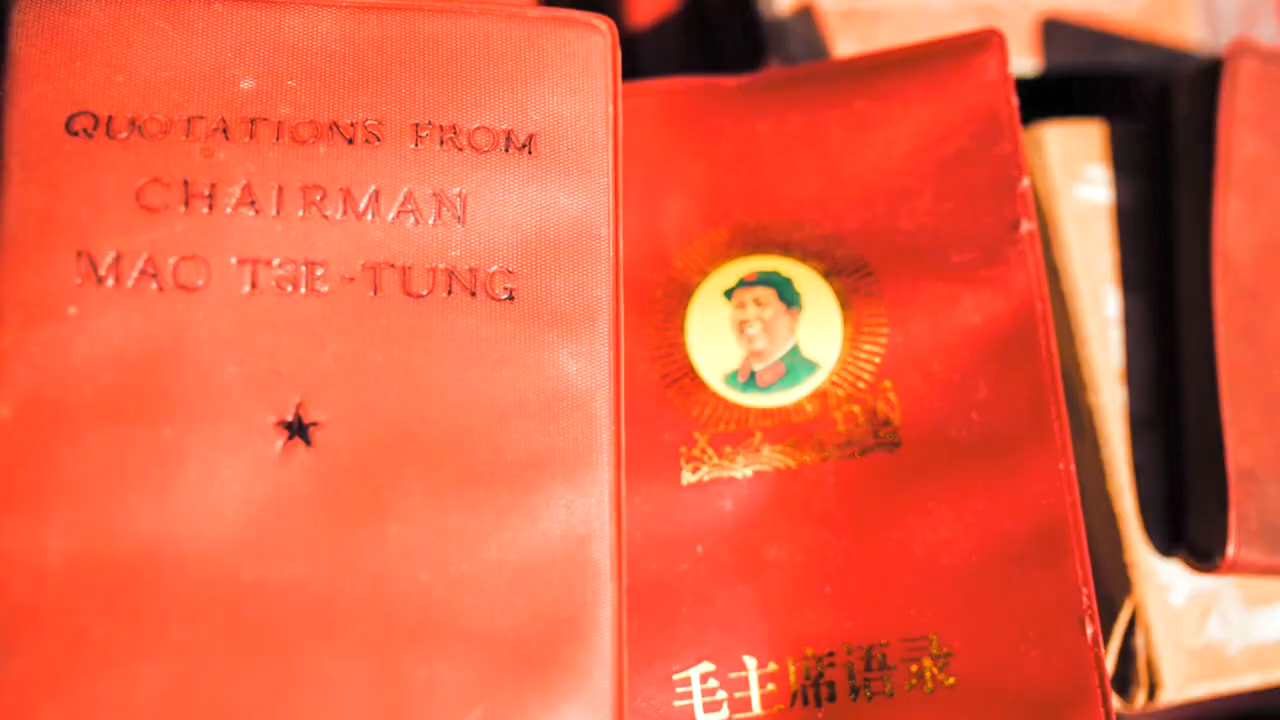 QUOTATIONS FROM
CHAIRMAN
MAO TSE-TUNG
毛主席语录